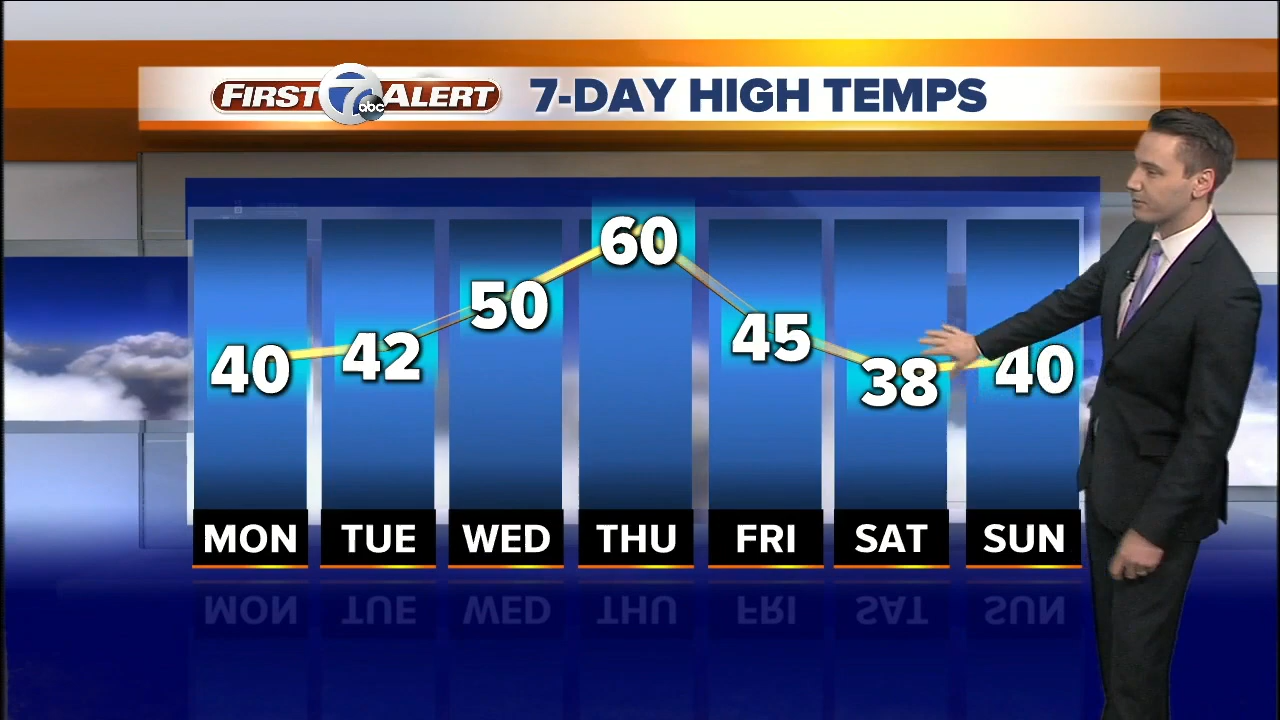 FIRST 7 abc ALERT 7-DAY HIGH TEMPS
40 42 50 60 45 38 40
MON TUE WED THU FRI SAT SUN